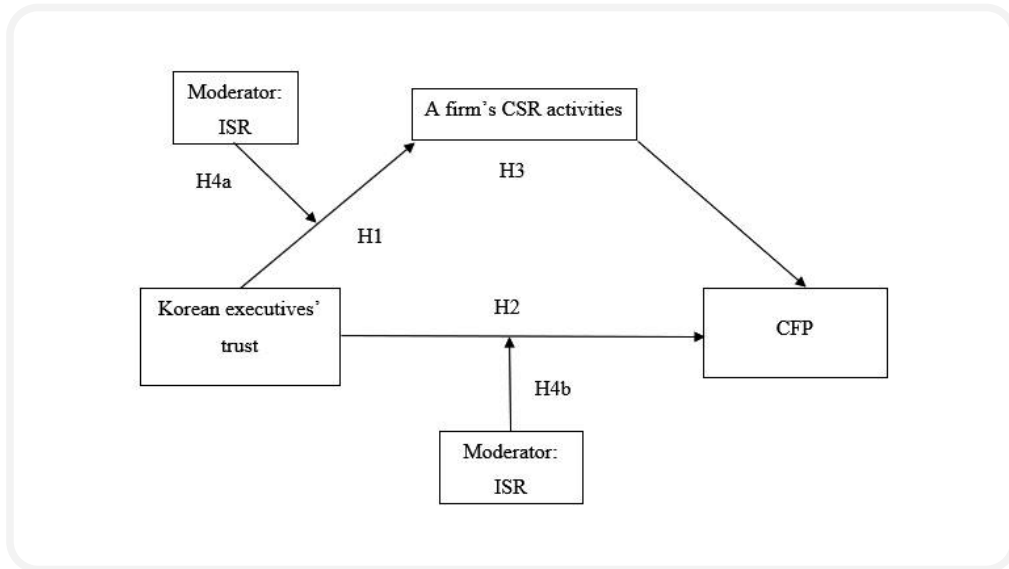 Moderator:
ISR
A firm’s CSR activities
H4a
H3
H1
Korean executives’
trust
H2
CFP
H4b
Moderator:
ISR